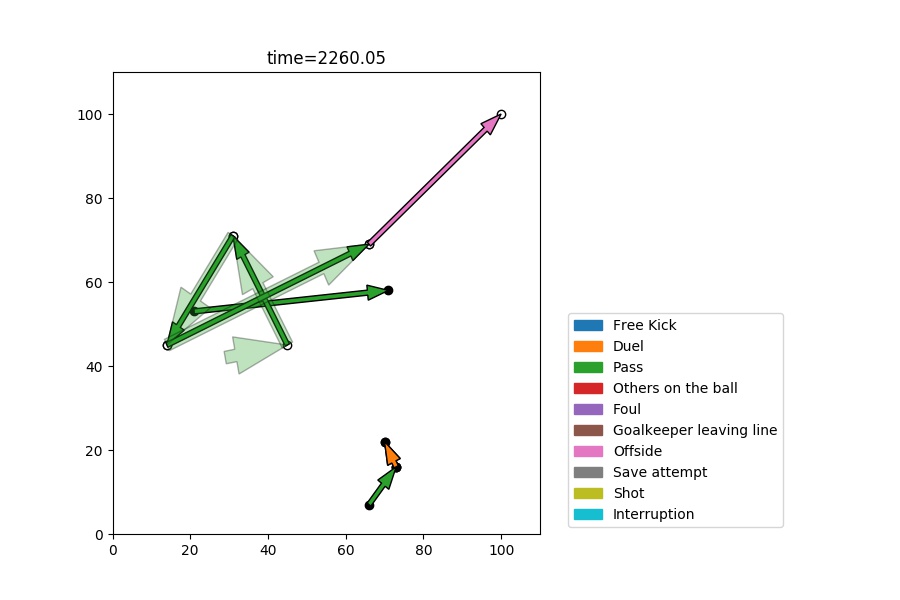 time=2260.05
100
80
60
40
20
0
0 20 40 60 80 100
Free Kick
Duel
Pass
Others on the ball
Foul
Goalkeeper leaving line
Offside
Save attempt
Shot
Interruption